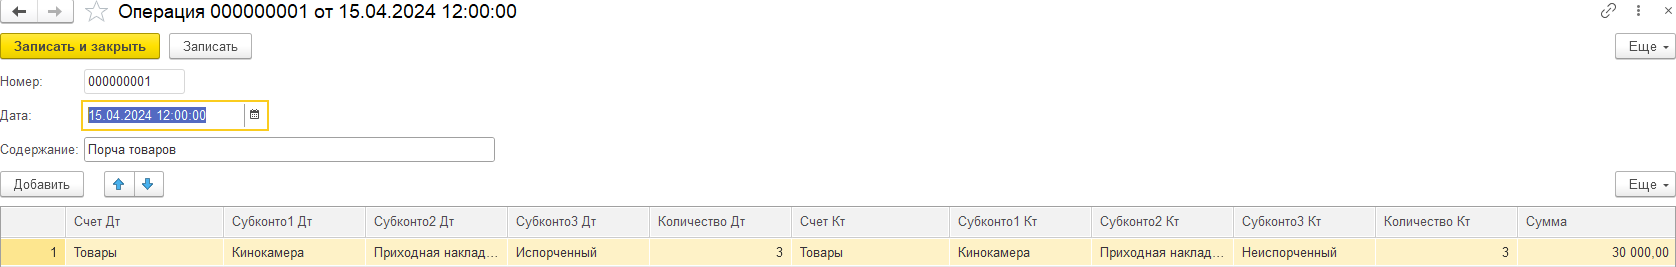 Операция 000000001 от 15.04.2024 12:00:00
Записать и закрыть Записать Еще
Номер: 000000001
Дата: 15.04.2024 12:00:00
Содержание: Порча товаров
Добавить Еще
Счет Дт Субконто1 Дт Субконто2 Дт Субконто3 Дт Количество Дт Счет Кт Субконто1 Кт Субконто2 Кт Субконто3 Кт Количество Кт Сумма
1 Товары Кинокамера Приходная наклад... Испорченный 3 Товары Кинокамера Приходная наклад... Неиспорченный 3 30 000,00